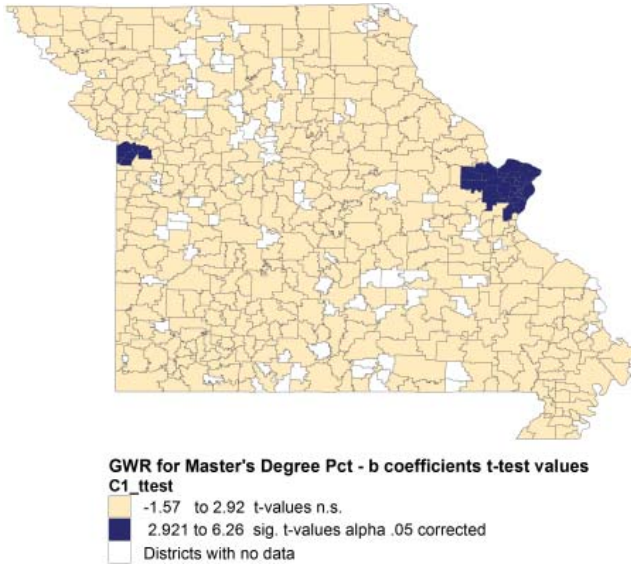 GWR for Master's Degree Pct - b coefficients t-test values
C1_ttest
-1.57 to 2.92 t-values n.s.
2.921 to 6.26 sig. t-values alpha .05 corrected
Districts with no data